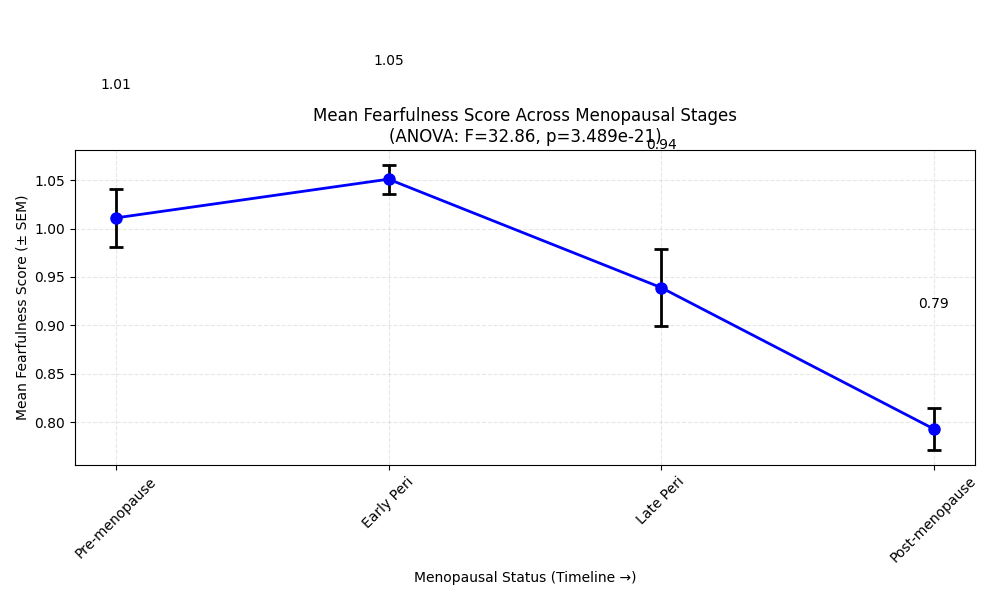 1.05
1.01
Mean Fearfulness Score Across Menopausal Stages
(ANOVA: F=32.86, p=3.489e-21)
0.94
1.05
1.00
0.95
0.90
0.85
0.80
Mean Fearfulness Score (± SEM)
0.79
Pre-menopause
Early Peri
Late Peri
Post-menopause
Menopausal Status (Timeline →)